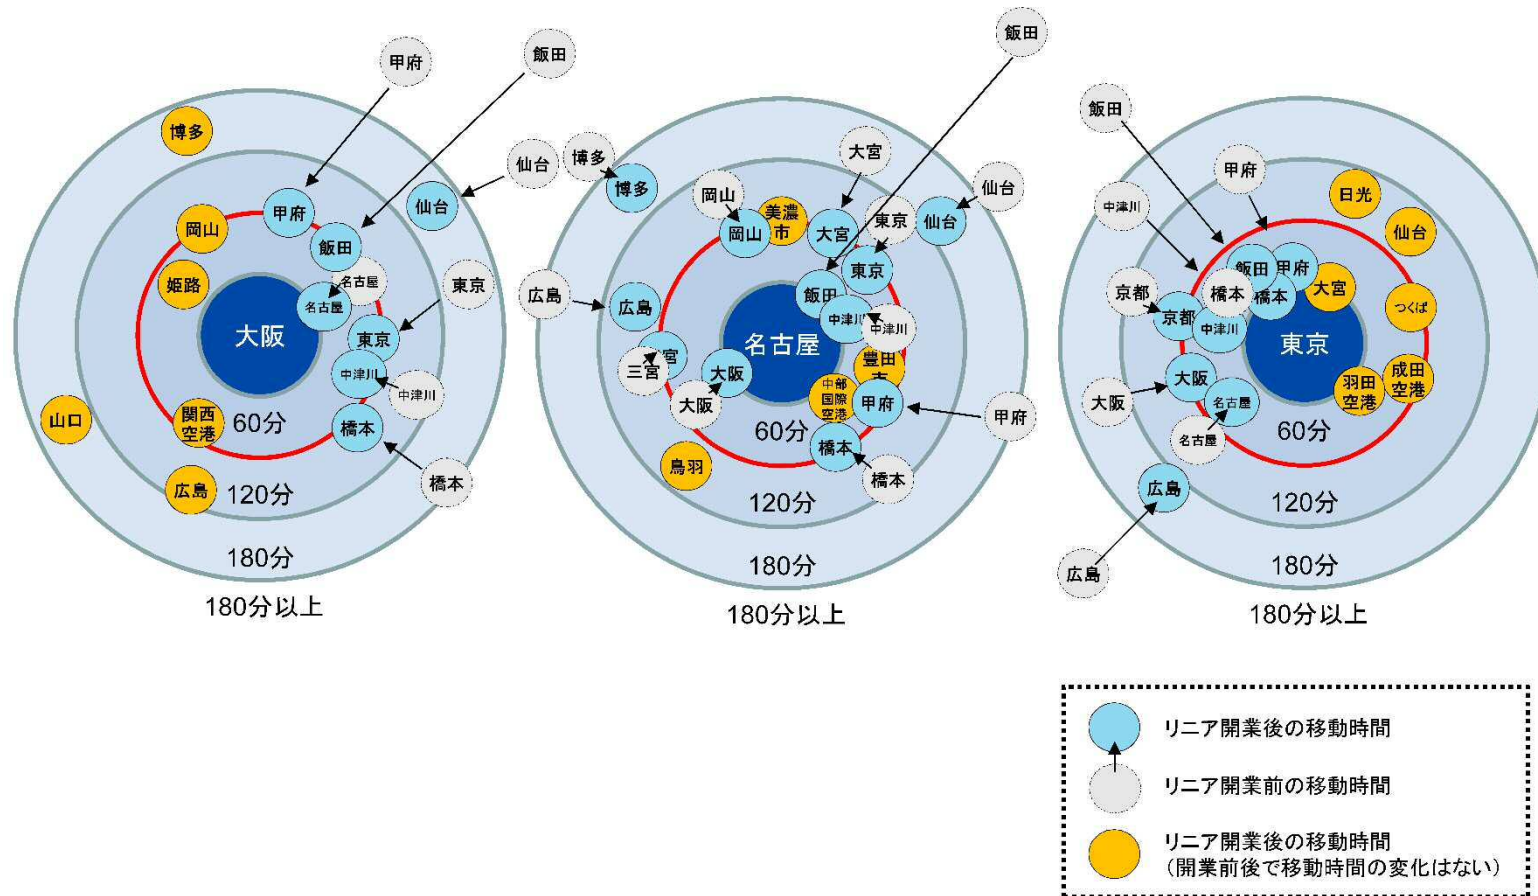 飯田
甲府
飯田
博多
仙台
仙台
甲府
岡山
飯田
姫路
名古屋
名古屋
東京
大阪
東京
中津川
中津川
山口
関西
空港
60分
橋本
橋本
広島
120分
180分
180分以上
飯田
博多
博多
大宮
岡山
仙台
美濃
市
東京
仙台
岡山
大宮
東京
広島
広島
飯田
中津川
中津川
名古屋
三宮
宮
豊田
市
大阪
大阪
中部
国際
空港
甲府
甲府
60分
橋本
鳥羽
橋本
120分
180分
180分以上
飯田
甲府
中津川
日光
仙台
飯田
甲府
京都
橋本
橋本
大宮
京都
中津川
つくば
東京
大阪
大阪
名古屋
羽田
空港
成田
空港
名古屋
60分
広島
120分
広島
180分
180分以上
リニア開業後の移動時間
リニア開業前の移動時間
リニア開業後の移動時間
（開業前後で移動時間の変化はない）